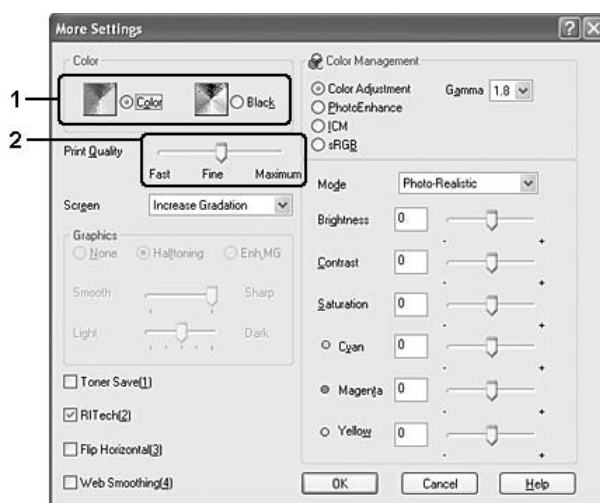 More Settings
1
2
Color
Color
Black
Print Quality
Fast Fine Maximum
Screen Increase Gradation
Graphics
None Halftoning Enh.MG
Smooth Sharp
Light Dark
Toner Save(1)
RITech(2)
Flip Horizontal(3)
Web Smoothing(4)
Color Management
Color Adjustment Gamma 1.8
PhotoEnhance
ICM
sRGB
Mode Photo-Realistic
Brightness 0
- +
Contrast 0
- +
Saturation 0
- +
Cyan 0
- +
Magenta 0
- +
Yellow 0
- +
OK Cancel Help